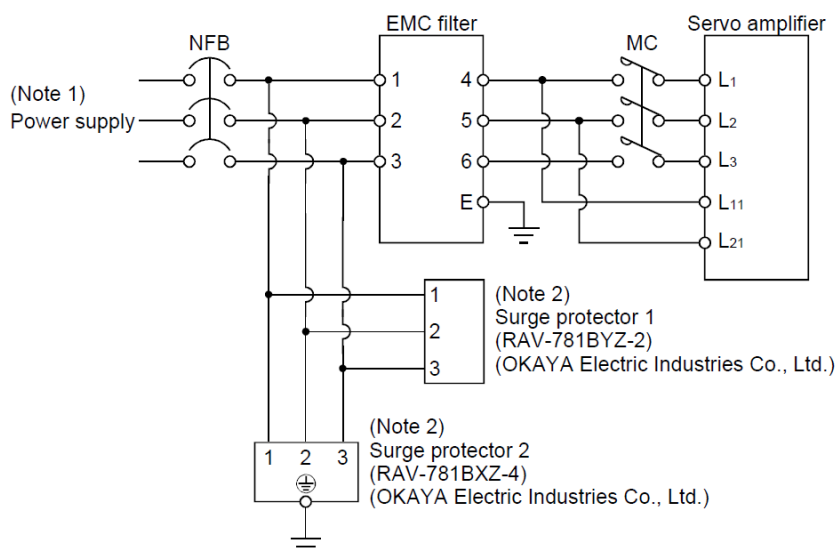 EMC filter
Servo amplifier
NFB
MC
(Note 1)
Power supply
1
2
3
4
5
6
E
L1
L2
L3
L11
L21
1
2
3
(Note 2)
Surge protector 1
(RAV-781BYZ-2)
(OKAYA Electric Industries Co., Ltd.)
1 2 3
(Note 2)
Surge protector 2
(RAV-781BXZ-4)
(OKAYA Electric Industries Co., Ltd.)